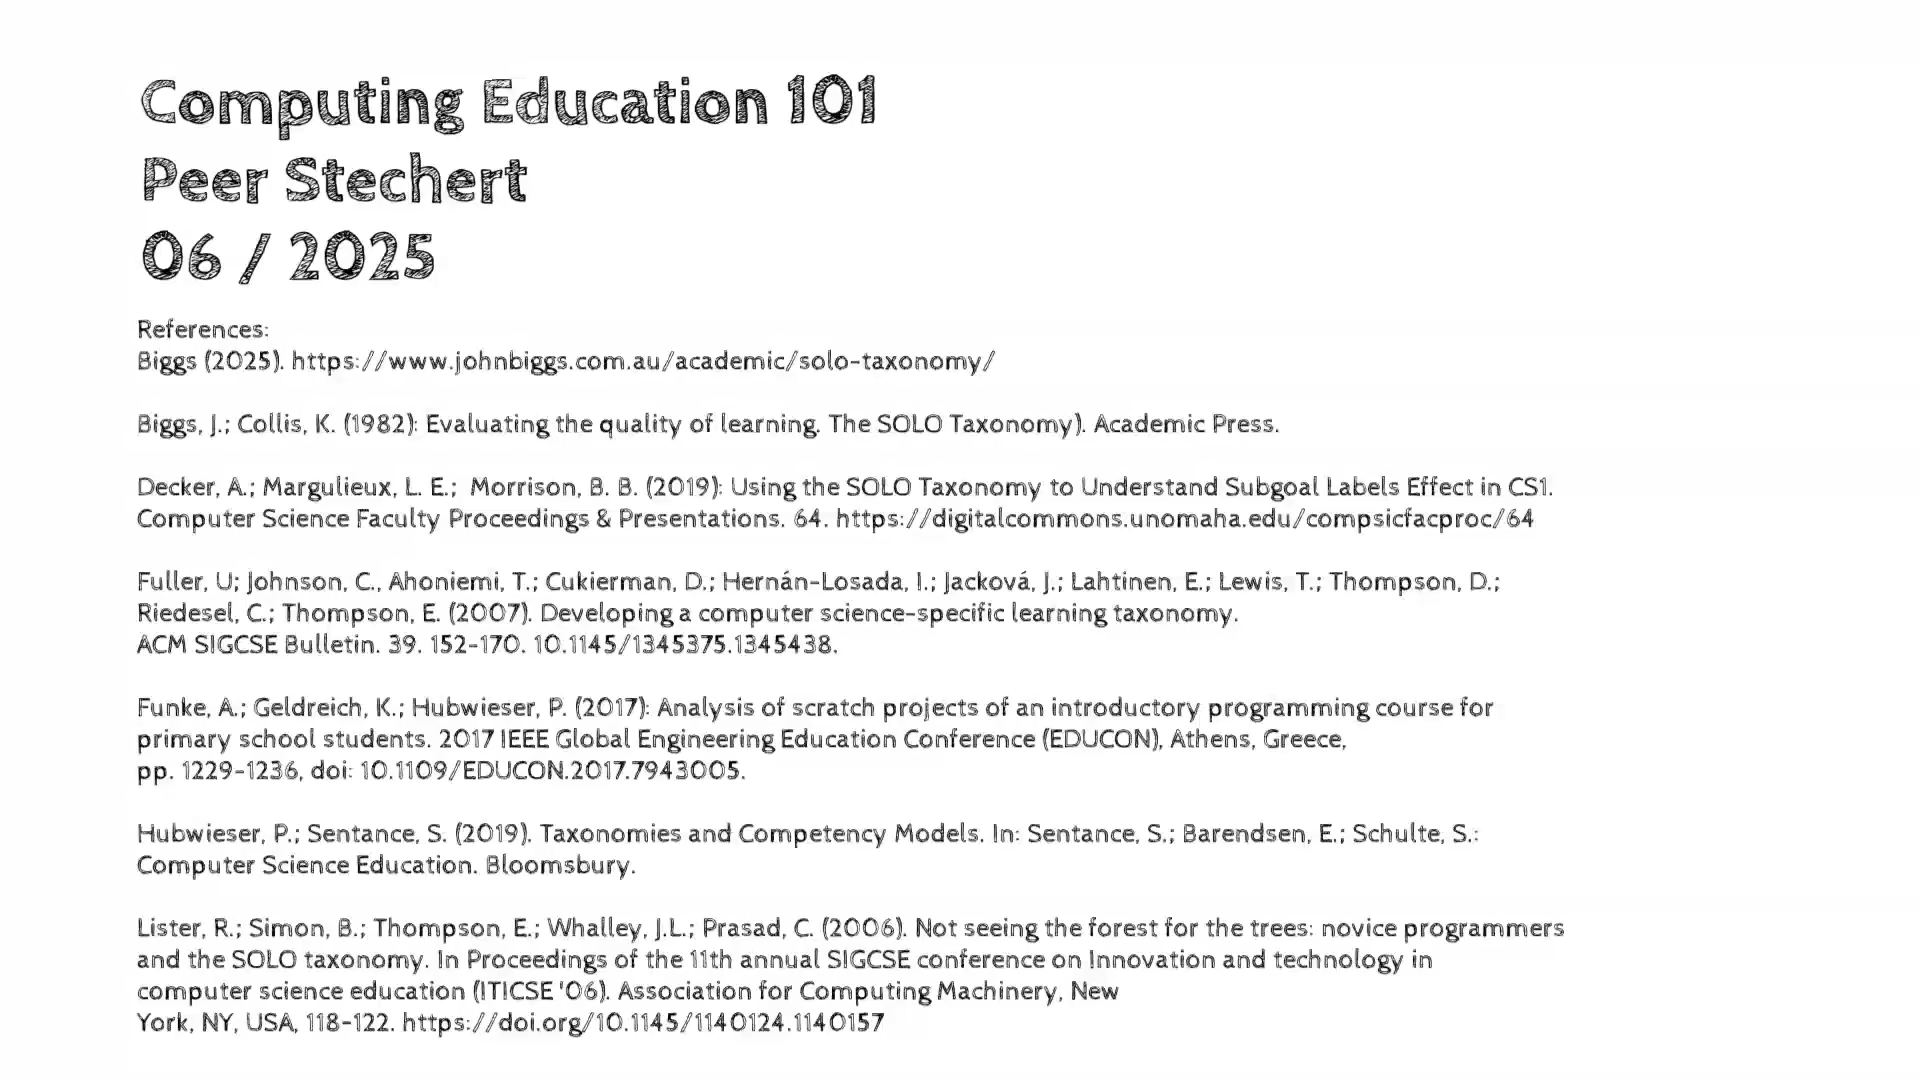 Computing Education 101
Peer Stechert
06 / 2025
References:
Biggs (2025). https://www.johnbiggs.com.au/academic/solo-taxonomy/
Biggs, J.; Collis, K. (1982): Evaluating the quality of learning. The SOLO Taxonomy). Academic Press.
Decker, A.; Margulieux, L. E.; Morrison, B. B. (2019): Using the SOLO Taxonomy to Understand Subgoal Labels Effect in CS1.
Computer Science Faculty Proceedings & Presentations. 64. https://digitalcommons.unomaha.edu/compsicfacproc/64
Fuller, U; Johnson, C., Ahoniemi, T.; Cukierman, D.; Hernán-Losada, I.; Jacková, J.; Lahtinen, E.; Lewis, T.; Thompson, D.;
Riedesel, C.; Thompson, E. (2007). Developing a computer science-specific learning taxonomy.
ACM SIGCSE Bulletin. 39. 152-170. 10.1145/1345375.1345438.
Funke, A.; Geldreich, K.; Hubwieser, P. (2017): Analysis of scratch projects of an introductory programming course for
primary school students. 2017 IEEE Global Engineering Education Conference (EDUCON), Athens, Greece,
pp. 1229-1236, doi: 10.1109/EDUCON.2017.7943005.
Hubwieser, P.; Sentance, S. (2019). Taxonomies and Competency Models. In: Sentance, S.; Barendsen, E.; Schulte, S.:
Computer Science Education. Bloomsbury.
Lister, R.; Simon, B.; Thompson, E.; Whalley, J.L.; Prasad, C. (2006). Not seeing the forest for the trees: novice programmers
and the SOLO taxonomy. In Proceedings of the 11th annual SIGCSE conference on Innovation and technology in
computer science education (ITICSE '06). Association for Computing Machinery, New
York, NY, USA, 118-122. https://doi.org/10.1145/1140124.1140157